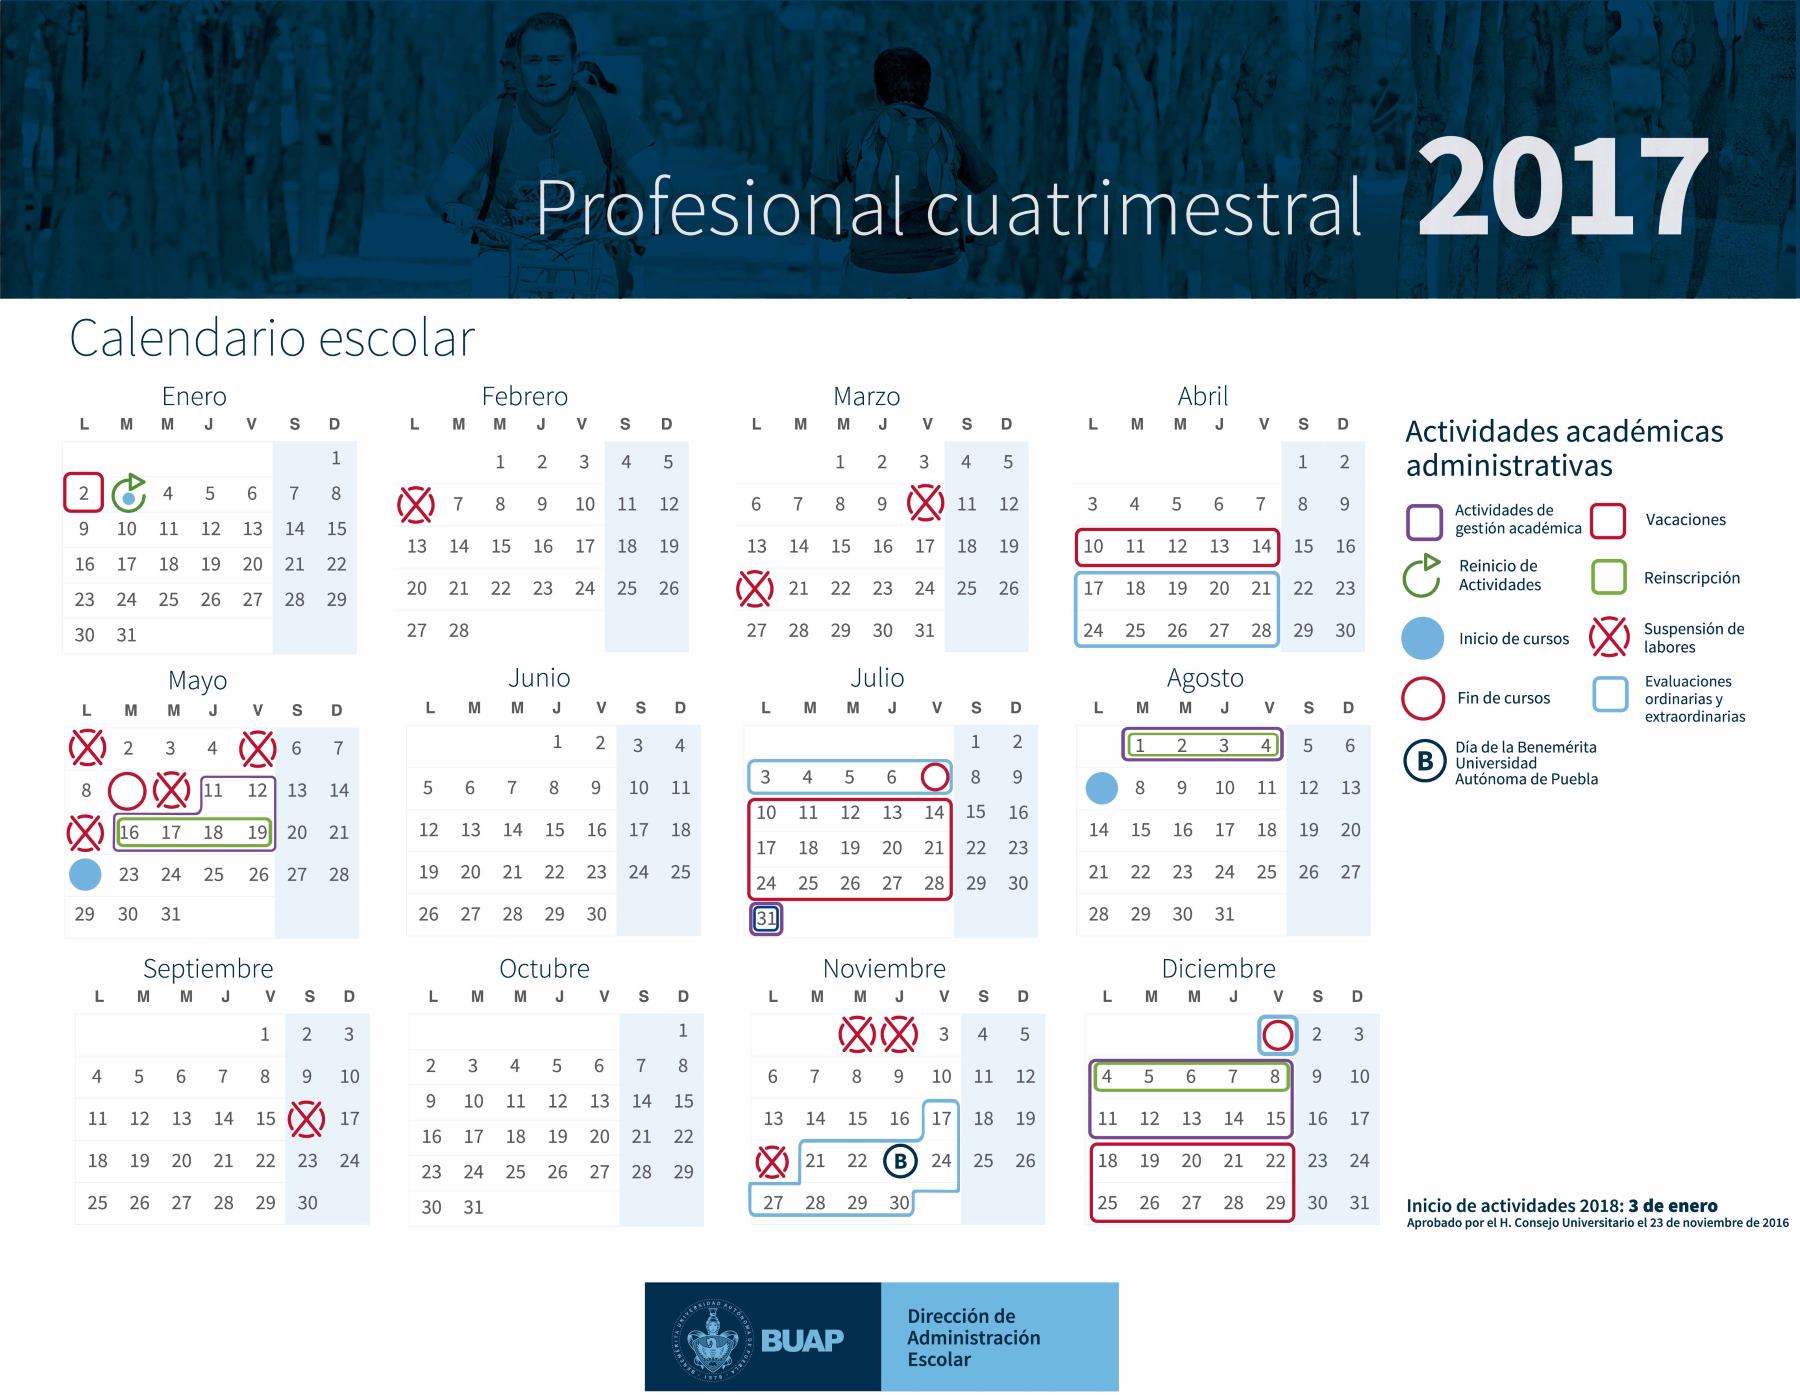 Profesional cuatrimestral 2017
Calendario escolar
Enero
L M M J V S D
1
2 4 5 6 7 8
9 10 11 12 13 14 15
16 17 18 19 20 21 22
23 24 25 26 27 28 29
30 31
Febrero
L M M J V S D
1 2 3 4 5
7 8 9 10 11 12
13 14 15 16 17 18 19
20 21 22 23 24 25 26
27 28
Marzo
L M M J V S D
1 2 3 4 5
6 7 8 9 11 12
13 14 15 16 17 18 19
21 22 23 24 25 26
27 28 29 30 31
Abril
L M M J V S D
1 2
3 4 5 6 7 8 9
10 11 12 13 14 15 16
17 18 19 20 21 22 23
24 25 26 27 28 29 30
Mayo
L M M J V S D
2 3 4 6 7
8 11 12 13 14
16 17 18 19 20 21
23 24 25 26 27 28
29 30 31
Junio
L M M J V S D
1 2 3 4
5 6 7 8 9 10 11
12 13 14 15 16 17 18
19 20 21 22 23 24 25
26 27 28 29 30
Julio
L M M J V S D
1 2
3 4 5 6 8 9
10 11 12 13 14 15 16
17 18 19 20 21 22 23
24 25 26 27 28 29 30
31
Agosto
L M M J V S D
1 2 3 4 5 6
8 9 10 11 12 13
14 15 16 17 18 19 20
21 22 23 24 25 26 27
28 29 30 31
Septiembre
L M M J V S D
1 2 3
4 5 6 7 8 9 10
11 12 13 14 15 17
18 19 20 21 22 23 24
25 26 27 28 29 30
Octubre
L M M J V S D
1
2 3 4 5 6 7 8
9 10 11 12 13 14 15
16 17 18 19 20 21 22
23 24 25 26 27 28 29
30 31
Noviembre
L M M J V S D
3 4 5
6 7 8 9 10 11 12
13 14 15 16 17 18 19
21 22 B 24 25 26
27 28 29 30
Diciembre
L M M J V S D
2 3
4 5 6 7 8 9 10
11 12 13 14 15 16 17
18 19 20 21 22 23 24
25 26 27 28 29 30 31
Actividades académicas
administrativas
Actividades de
gestión académica
Vacaciones
Reinicio de
Actividades
Reinscripción
Inicio de cursos
Suspensión de
labores
Fin de cursos
Evaluaciones
ordinarias y
extraordinarias
B
Día de la Benemérita
Universidad
Autónoma de Puebla
Inicio de actividades 2018: 3 de enero
Aprobado por el H. Consejo Universitario el 23 de noviembre de 2016
BENEMÉRITA UNIVERSIDAD AUTÓNOMA DE PUEBLA
BUAP
Dirección de
Administración
Escolar